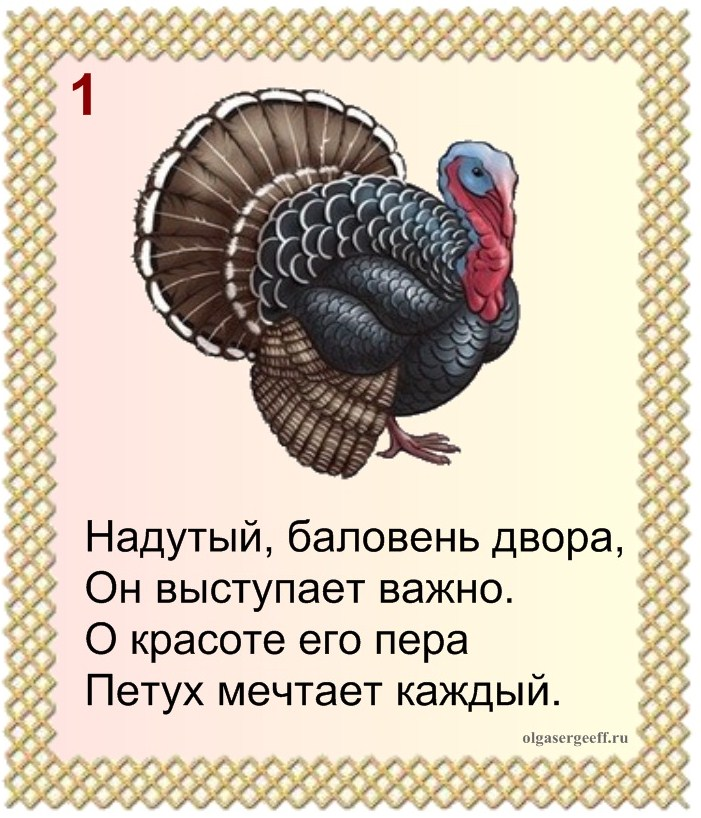 1
Надутый, баловень двора,
Он выступает важно.
О красоте его пера
Петух мечтает каждый.
olgasergeeff.ru